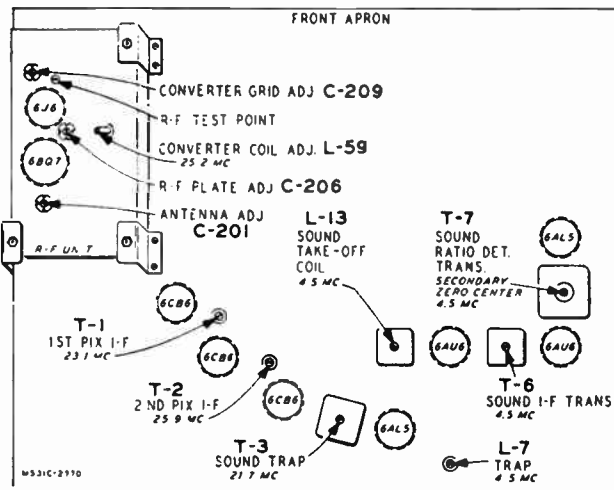 FRONT APRON
CONVERTER GRID ADJ C-209
6J6
R-F TEST POINT
CONVERTER COIL ADJ. L-59
25.2 MC
6BQ7
R-F PLATE ADJ C-206
ANTENNA ADJ
C-201
R-F UNIT
L-13
SOUND
TAKE-OFF
COIL
4.5 MC
T-7
SOUND
RATIO DET.
TRANS.
SECONDARY
ZERO CENTER
4.5 MC
6AL5
6CB6
T-1
1ST PIX I-F
23.1 MC
6CB6
6AU6
6AU6
T-2
2ND PIX I-F
25.9 MC
6CB6
T-6
SOUND I-F TRANS
4.5 MC
T-3
SOUND TRAP
21.7 MC
6AL5
L-7
TRAP
4.5 MC
MS31C-2990